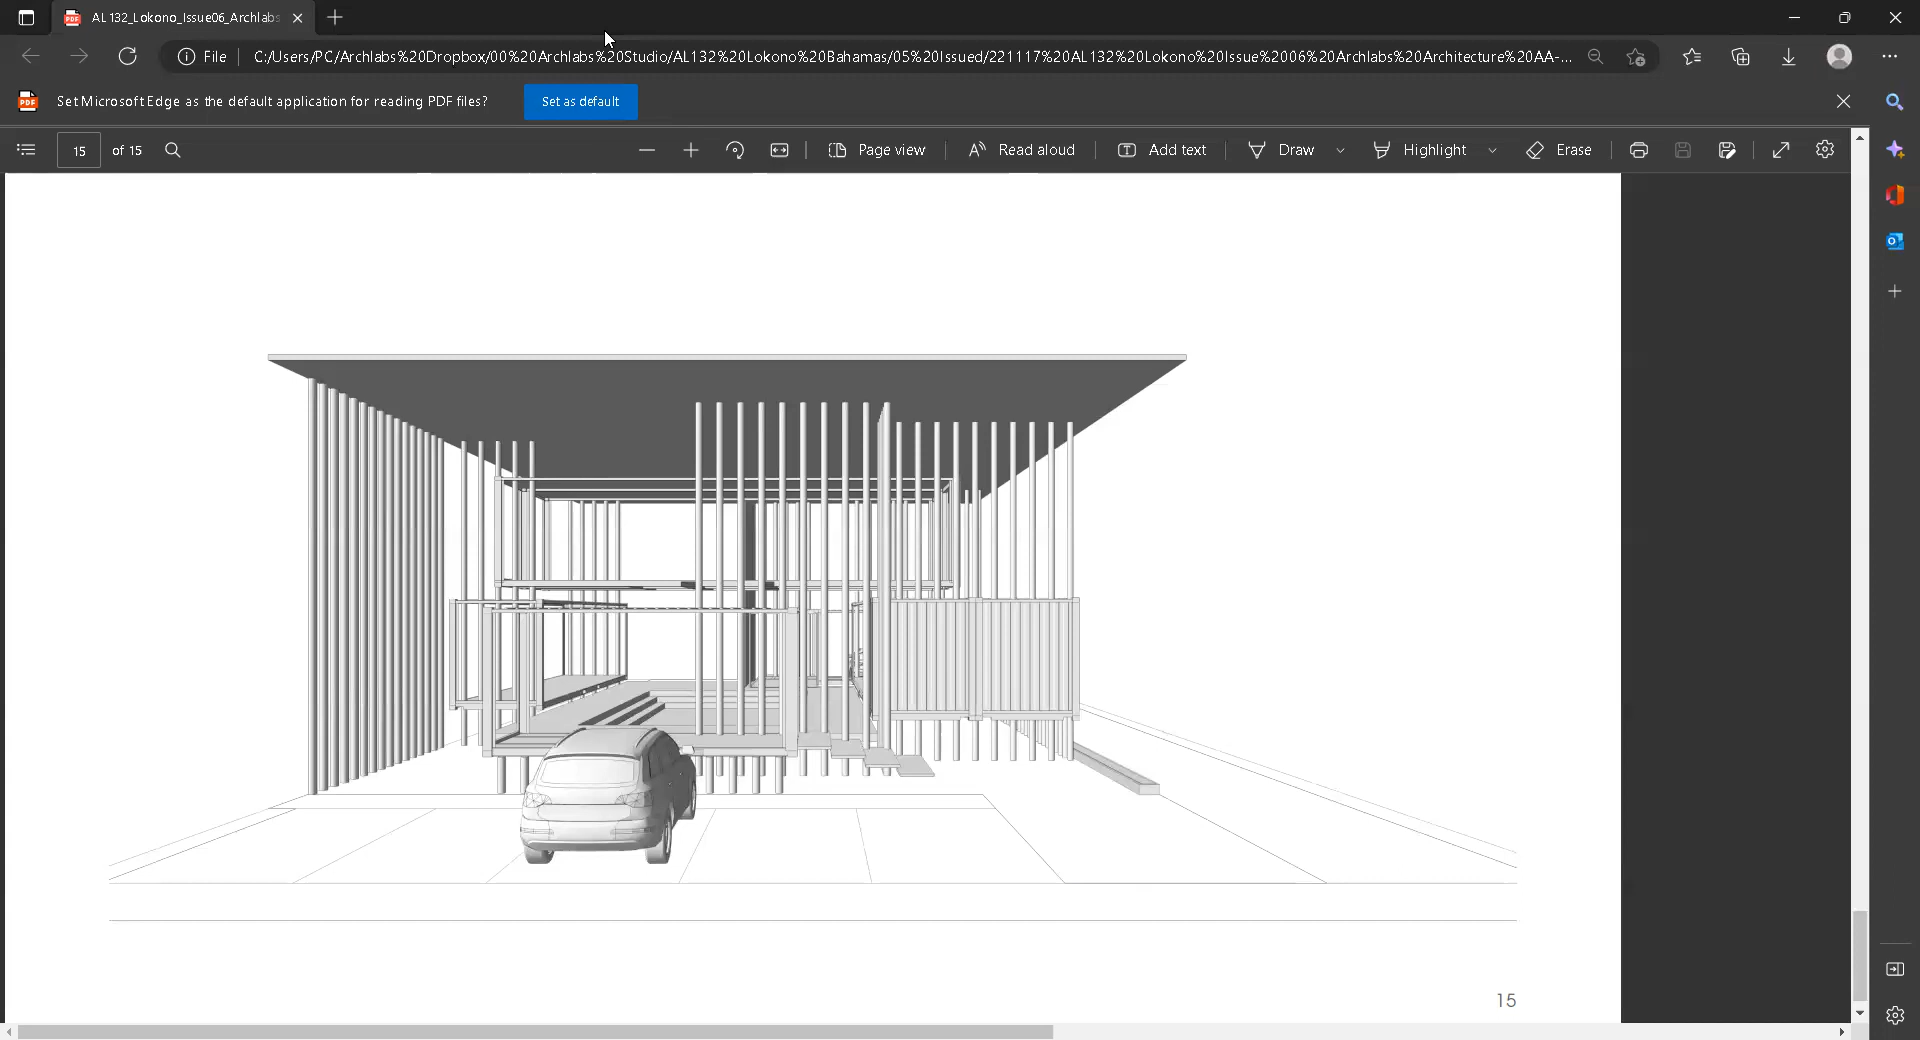 AL132_Lokono_Issue06_Archlabs
File
C:/Users/PC/Archlabs%20Dropbox/00%20Archlabs%20Studio/AL132%20Lokono%20Bahamas/05%20Issued/221117%20AL132%20Lokono%20Issue%2006%20Archlabs%20Architecture%20AA-...
PDF
Set Microsoft Edge as the default application for reading PDF files?
Set as default
15
of 15
Page view
Read aloud
Add text
Draw
Highlight
Erase
15